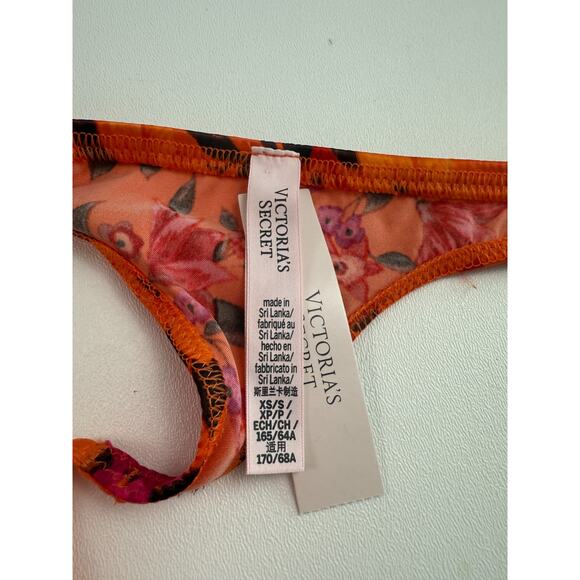 VICTORIA'S
SECRET
made in
Sri Lanka/
fabriqué au
Sri Lanka/
hecho en
Sri Lanka/
fabbricato in
Sri Lanka/
斯里兰卡制造
XS/S /
XP/P /
ECH/CH /
165/64A
适用
170/68A
VICTORIA'S
SECRET